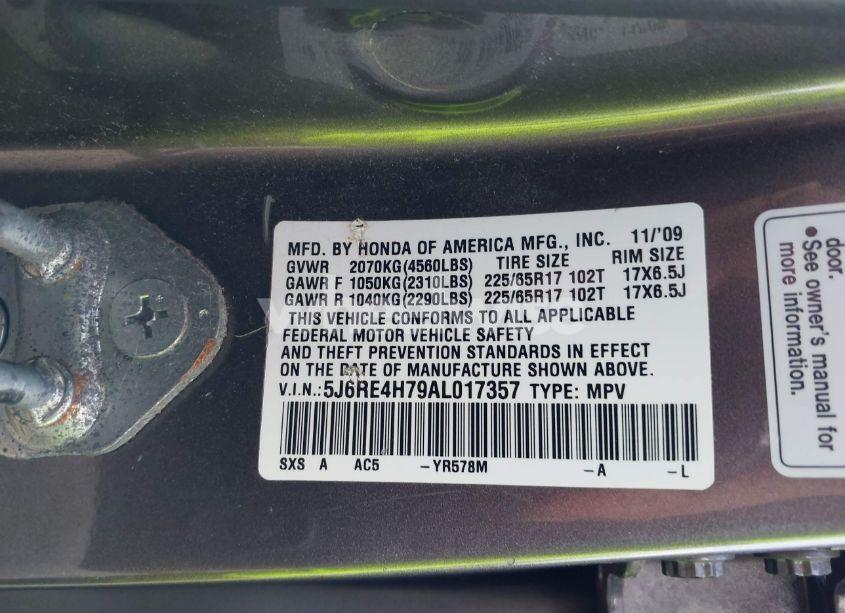 MFD. BY HONDA OF AMERICA MFG., INC. 11/'09
GVWR 2070KG(4560LBS) TIRE SIZE RIM SIZE
GAWR F 1050KG(2310LBS) 225/65R17 102T 17X6.5J
GAWR R 1040KG(2290LBS) 225/65R17 102T 17X6.5J
THIS VEHICLE CONFORMS TO ALL APPLICABLE
FEDERAL MOTOR VEHICLE SAFETY
AND THEFT PREVENTION STANDARDS IN EFFECT
ON THE DATE OF MANUFACTURE SHOWN ABOVE.
V.I.N.: 5J6RE4H79AL017357 TYPE: MPV
SXS A AC5 -YR578M -A -L
door.
● See owner's manual for
more information.